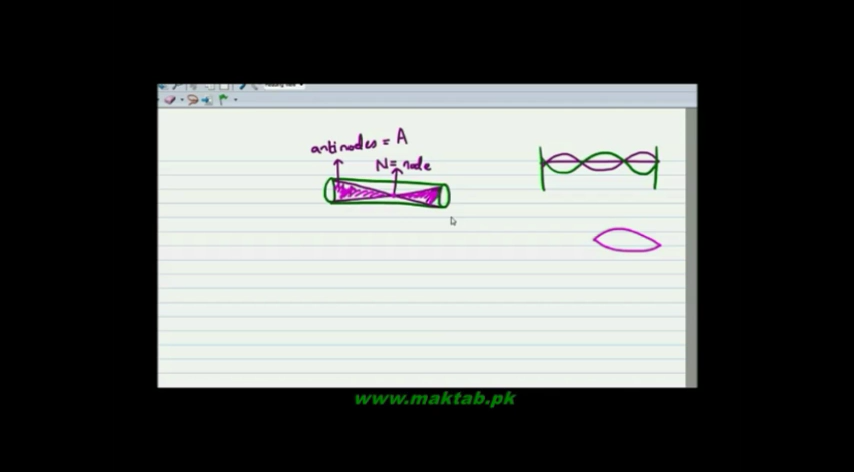 antinodes = A
N = node
www.maktab.pk